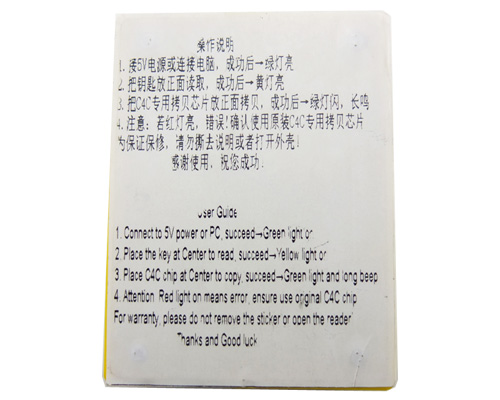 操作说明
1. 接5V电源或连接电脑，成功后→绿灯亮
2. 把钥匙放正面读取，成功后→黄灯亮
3. 把C4C专用拷贝芯片放正面拷贝，成功后→绿灯闪，长鸣
4. 注意：若红灯亮，错误!确认使用原装C4C专用拷贝芯片
为保证保修，请勿撕去说明或者打开外壳!
感谢使用，祝您成功.
User Guide
1. Connect to 5V power or PC, succeed→Green light on
2. Place the key at Center to read, succeed→Yellow light on
3. Place C4C chip at Center to copy, succeed→Green light and long beep
4. Attention: Red light on means error, ensure use original C4C chip
For warranty, please do not remove the sticker or open the reader!
Thanks and Good luck